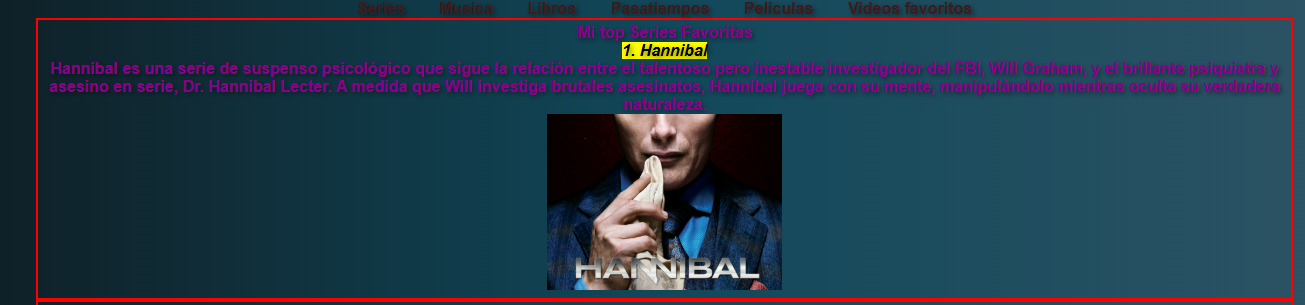 Series Musica Libros Pasatiempos Peliculas Videos favoritos
Mi top Series Favoritas
1. Hannibal
Hannibal es una serie de suspenso psicológico que sigue la relación entre el talentoso pero inestable investigador del FBI, Will Graham, y el brillante psiquiatra y
asesino en serie, Dr. Hannibal Lecter. A medida que Will investiga brutales asesinatos, Hannibal juega con su mente, manipulándolo mientras oculta su verdadera
naturaleza.
HANNIBAL